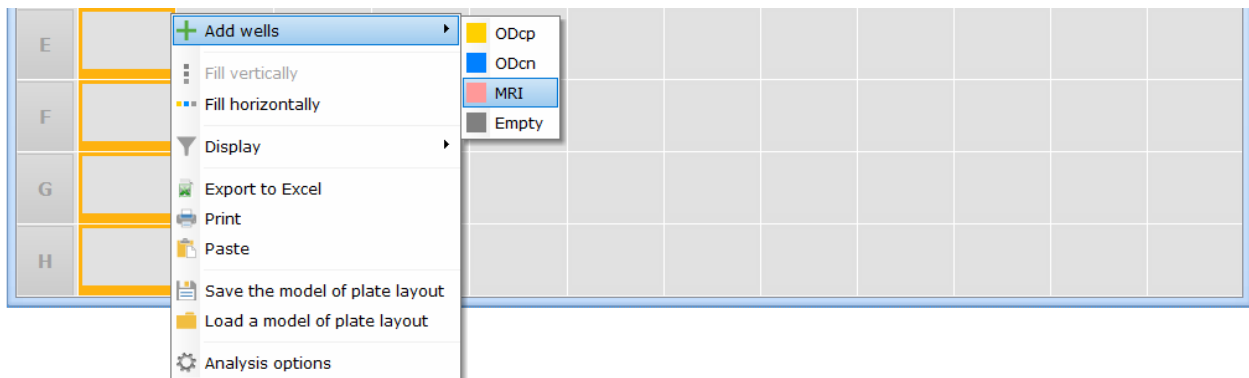 E
F
G
H
Add wells
Fill vertically
Fill horizontally
Display
Export to Excel
Print
Paste
Save the model of plate layout
Load a model of plate layout
Analysis options
ODcp
ODcn
MRI
Empty